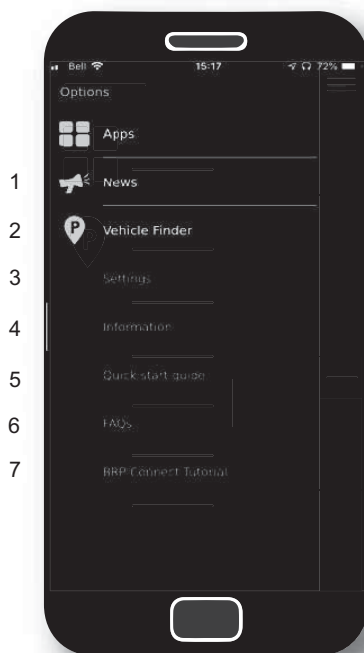 Bell 15:17 72%
Options
Apps
1 News
2 P Vehicle Finder
3 Settings
4 Information
5 Quick start guide
6 FAQs
7 BRP Connect Tutorial